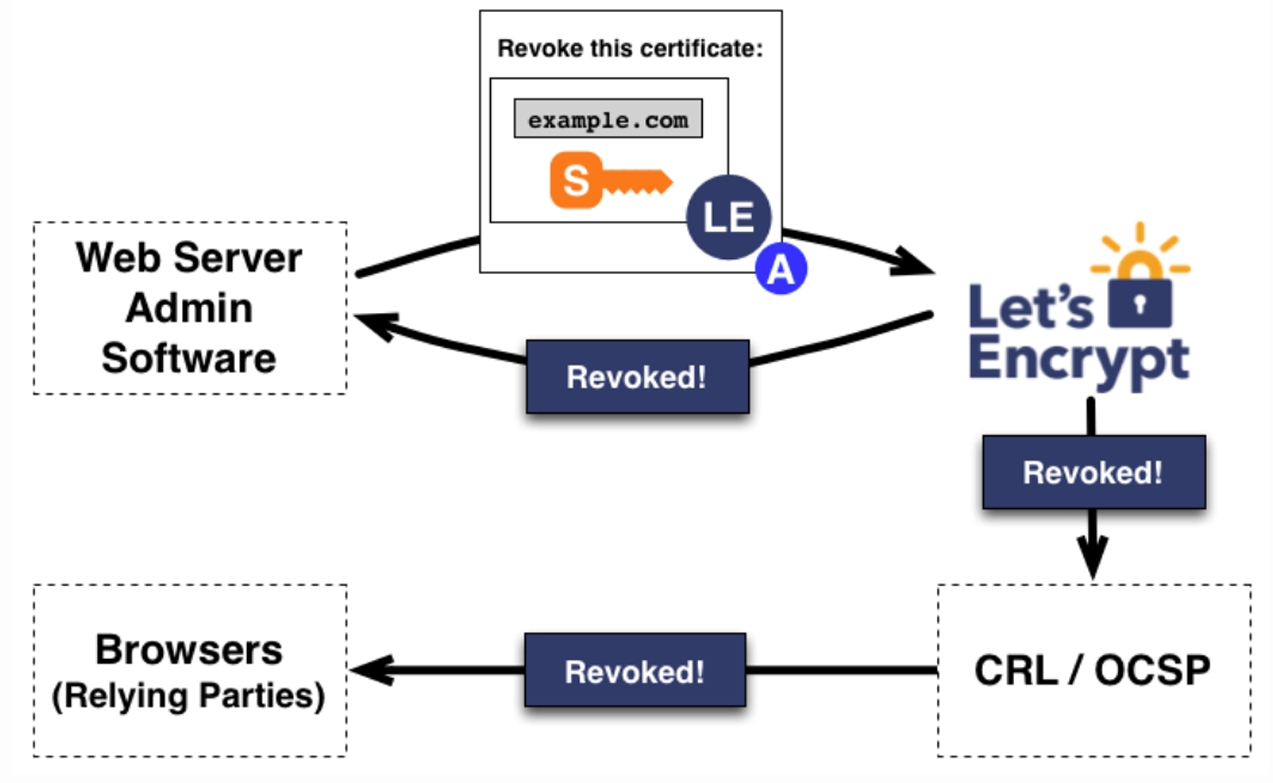 Revoke this certificate:
example.com
S
LE
A
Web Server
Admin
Software
Let's
Encrypt
Revoked!
Revoked!
Browsers
(Relying Parties)
Revoked!
CRL / OCSP